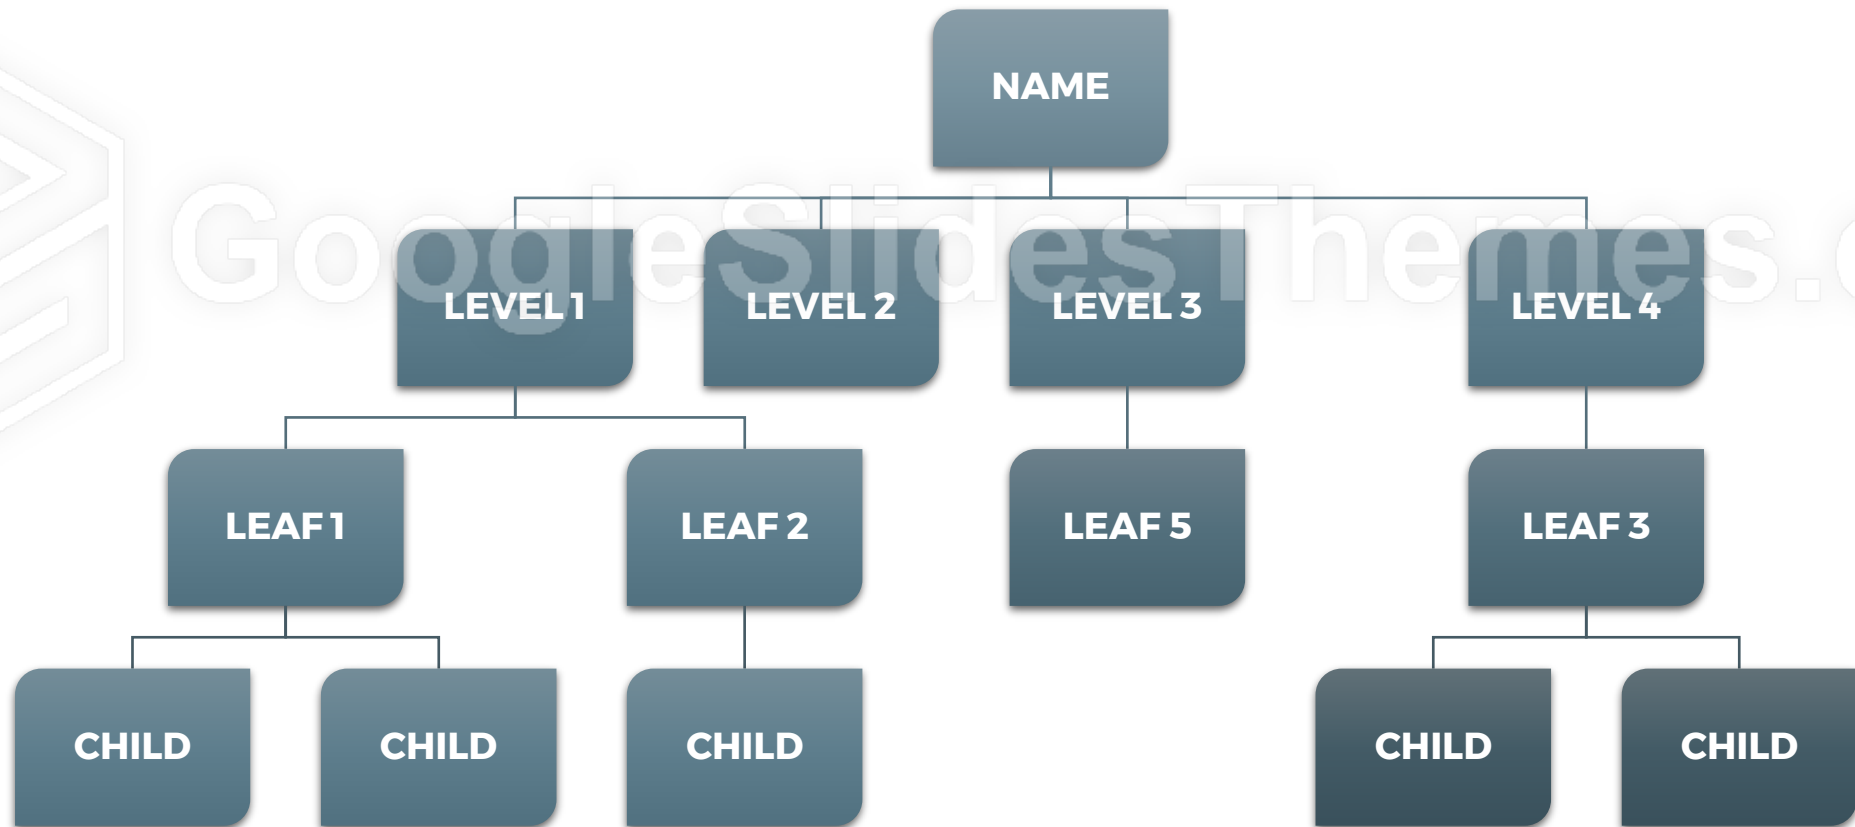 NAME
GoogleSlidesThemes.
LEVEL 1
LEVEL 2
LEVEL 3
LEVEL 4
LEAF 1
LEAF 2
LEAF 5
LEAF 3
CHILD
CHILD
CHILD
CHILD
CHILD